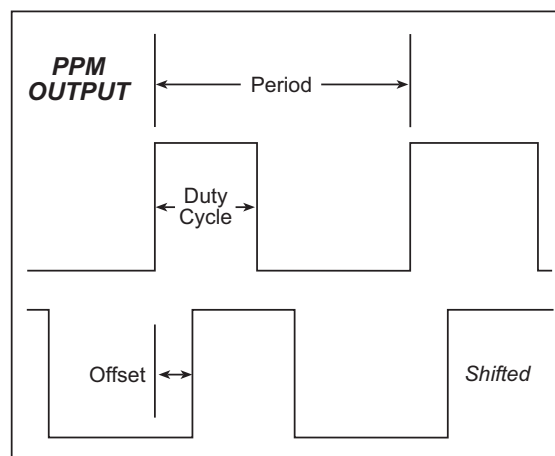 PPM
OUTPUT
Period
Duty
Cycle
Offset
Shifted